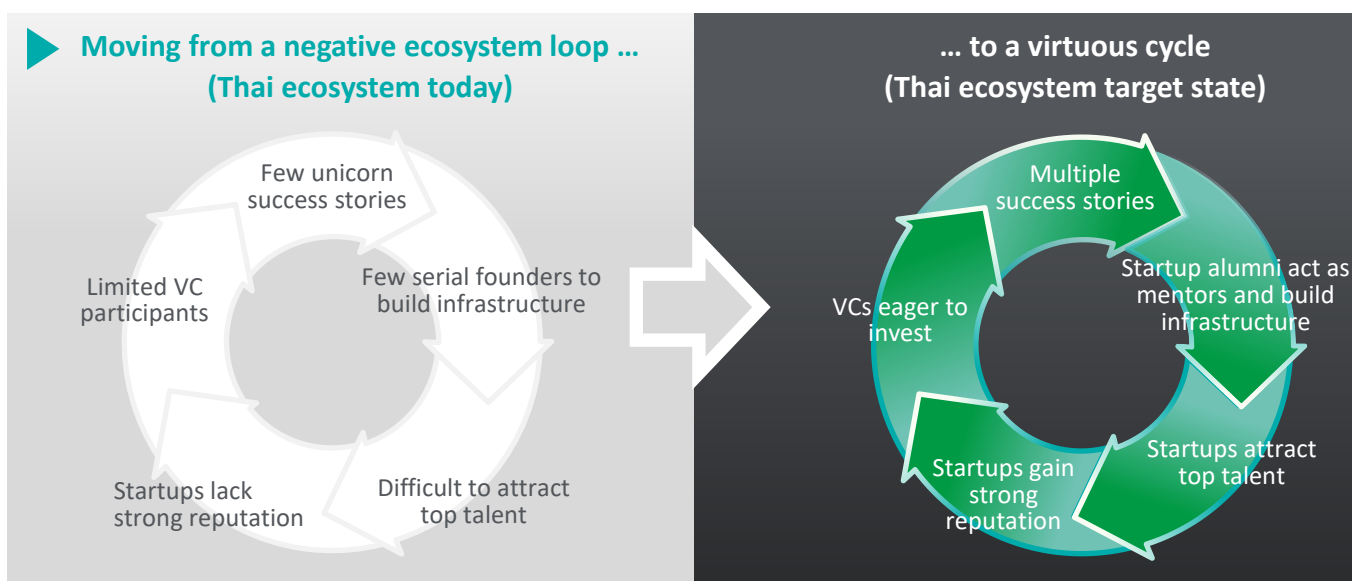 Moving from a negative ecosystem loop ...
(Thai ecosystem today)
Few unicorn
success stories
Few serial founders to
build infrastructure
Difficult to attract
top talent
Startups lack
strong reputation
Limited VC
participants
... to a virtuous cycle
(Thai ecosystem target state)
Multiple
success stories
Startup alumni act as
mentors and build
infrastructure
Startups attract
top talent
Startups gain
strong
reputation
VCs eager to
invest